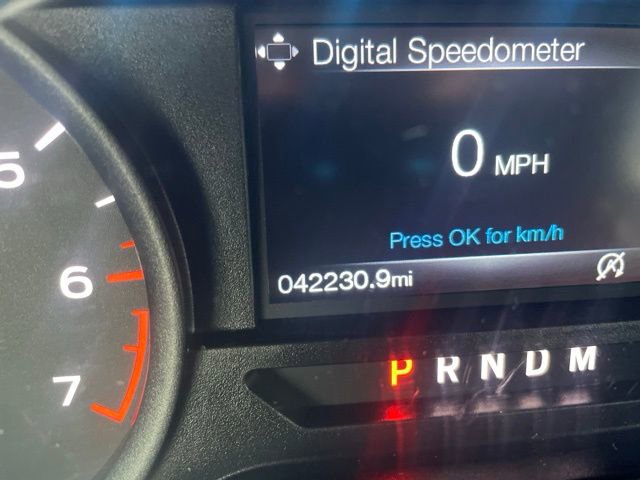 Digital Speedometer
5
0 MPH
Press OK for km/h
6
042230.9mi
7
P R N D M